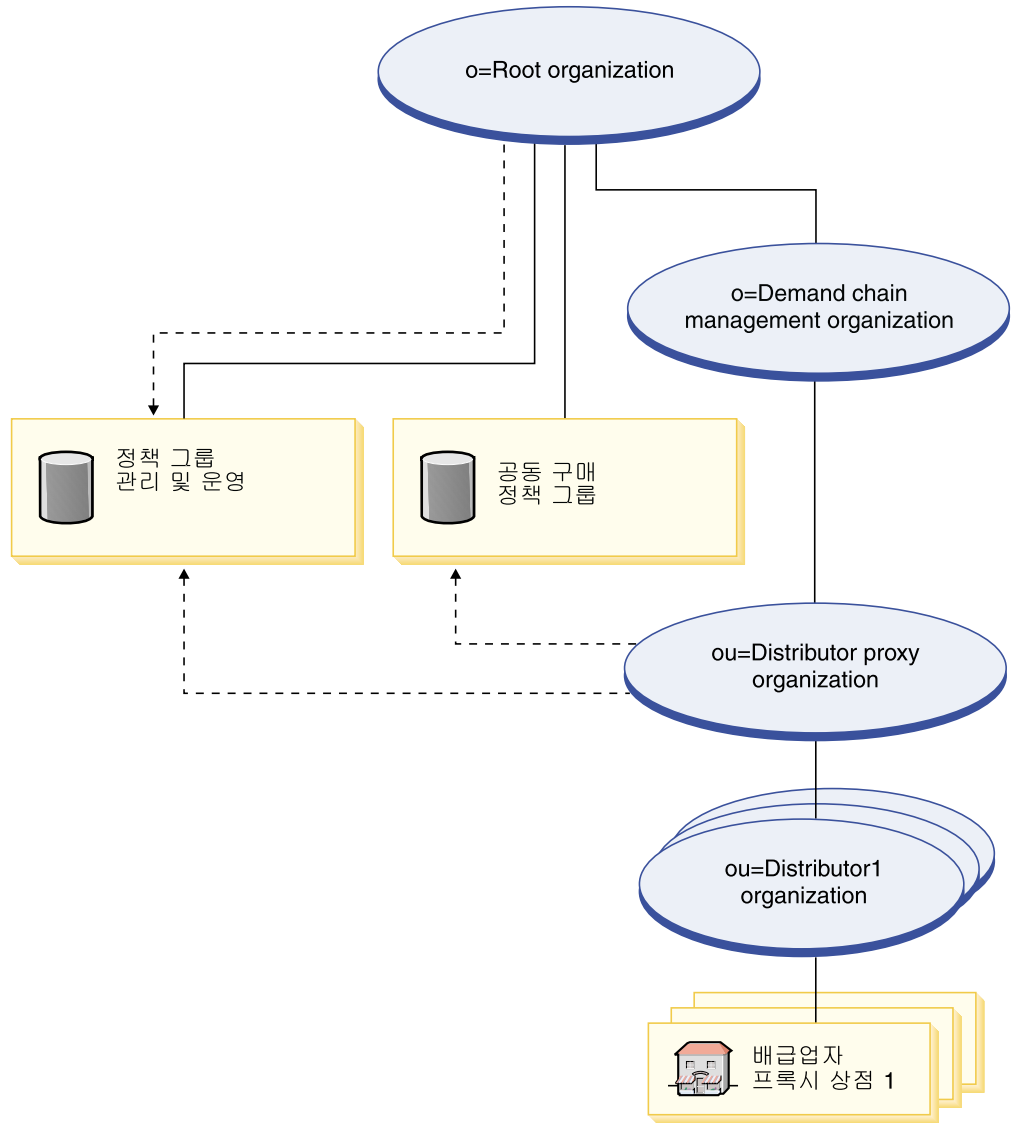 o=Root organization
o=Demand chain
management organization
정책 그룹
관리 및 운영
공동 구매
정책 그룹
ou=Distributor proxy
organization
ou=Distributor1
organization
배급업자
프록시 상점 1